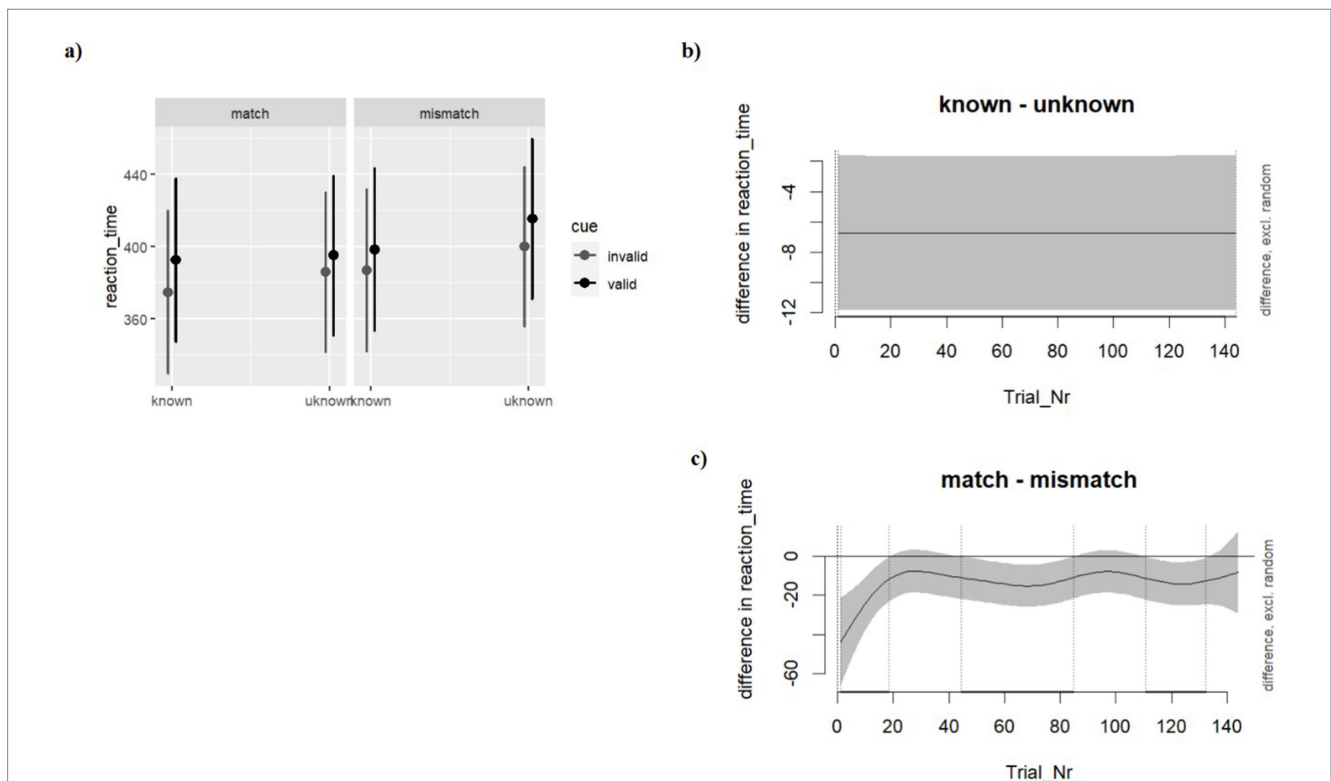 a)
match mismatch
440
400
360
reaction_time
known uknown known uknown
cue
invalid
valid
b)
known - unknown
difference in reaction_time
-4
-8
-12
0 20 40 60 80 100 120 140
Trial_Nr
difference, excl. random
c)
match - mismatch
difference in reaction_time
0
-20
-60
0 20 40 60 80 100 120 140
Trial_Nr
difference, excl. random